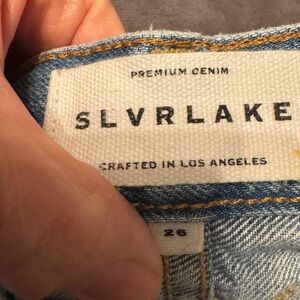 PREMIUM DENIM
SLVRLAKE
CRAFTED IN LOS ANGELES
26